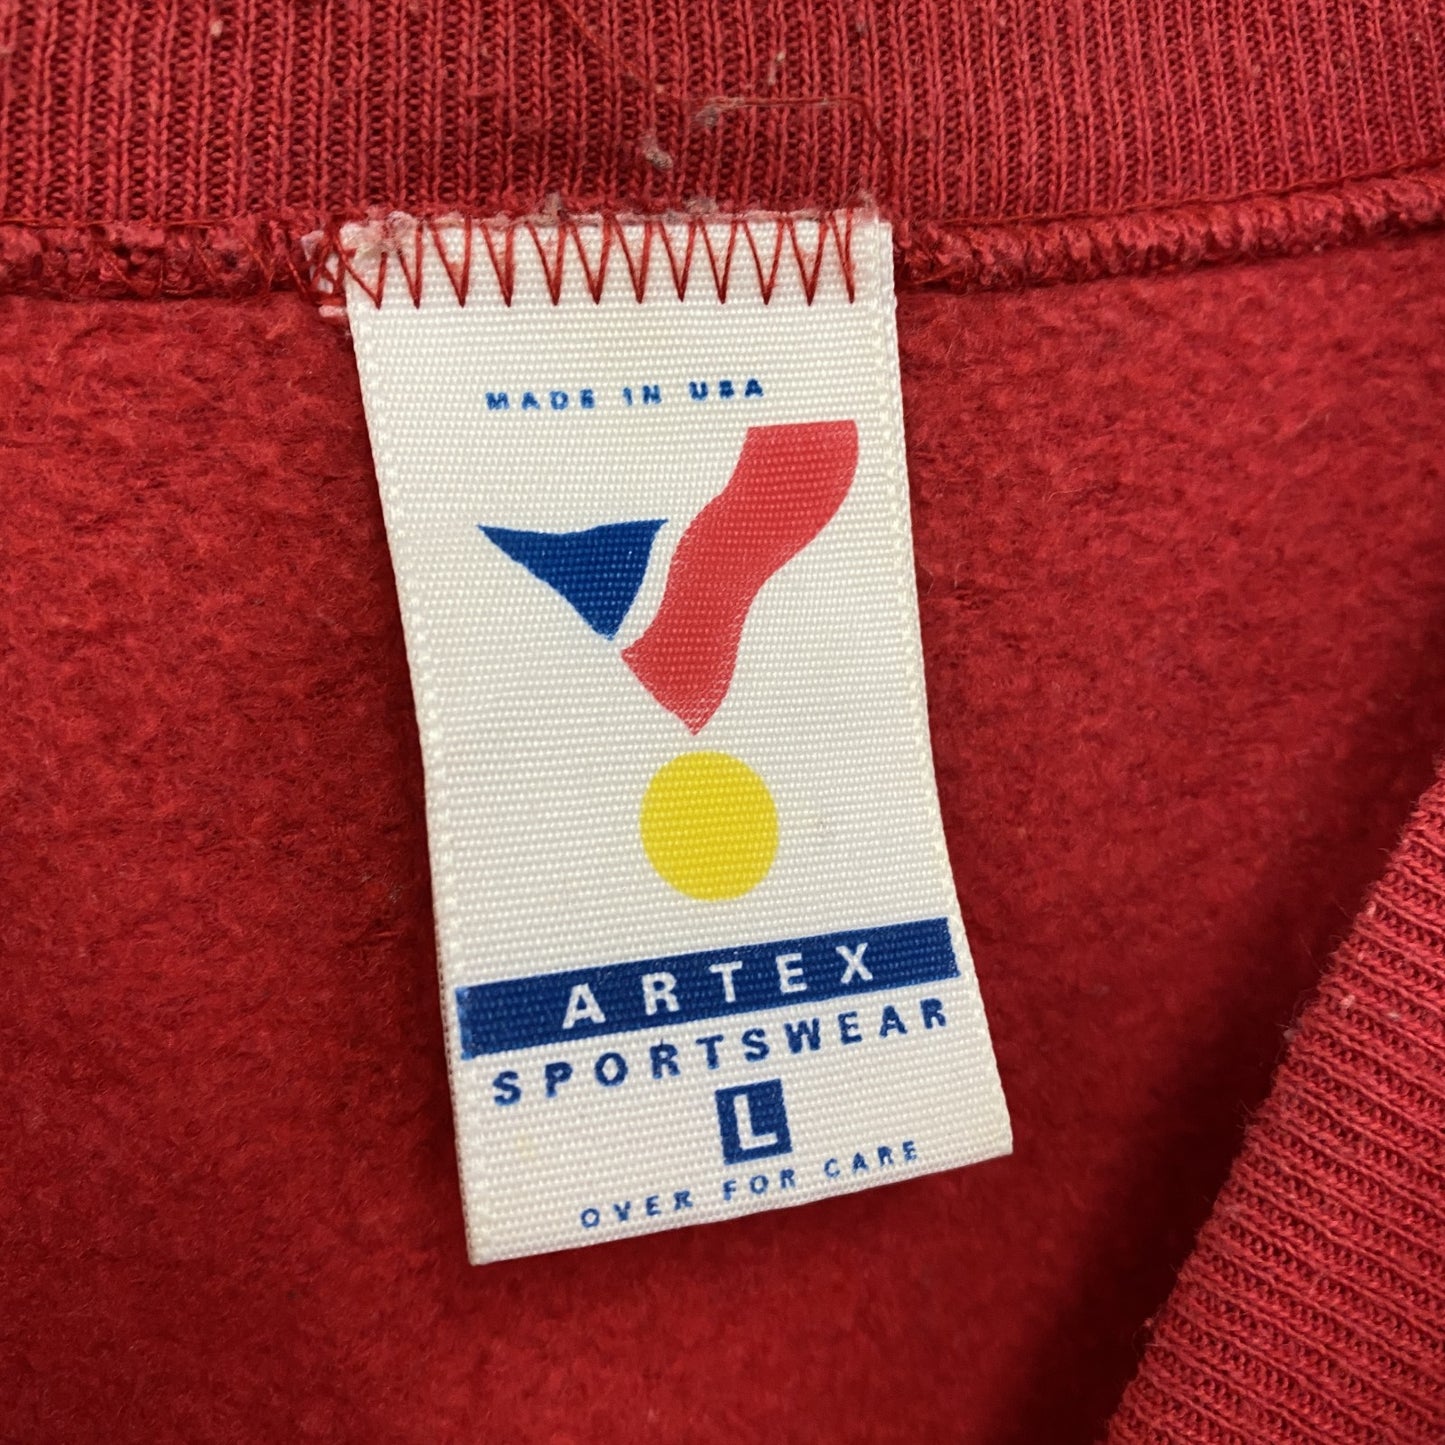 MADE IN USA
ARTEX
SPORTSWEAR
L
OVER FOR CARE